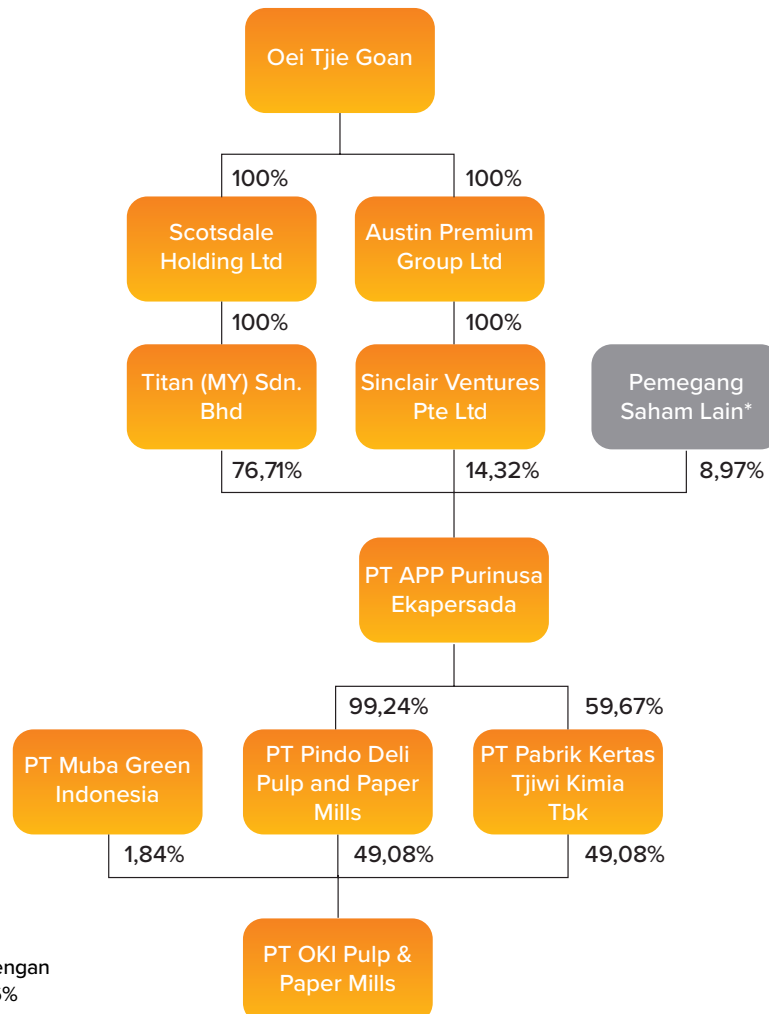 Oei Tjie Goan
100%
100%
Scotsdale
Holding Ltd
Austin Premium
Group Ltd
100%
100%
Titan (MY) Sdn.
Bhd
Sinclair Ventures
Pte Ltd
Pemegang
Saham Lain*
76,71%
14,32%
8,97%
PT APP Purinusa
Ekapersada
99,24%
59,67%
PT Muba Green
Indonesia
PT Pindo Deli
Pulp and Paper
Mills
PT Pabrik Kertas
Tjiwi Kimia
Tbk
1,84%
49,08%
49,08%
PT OKI Pulp &
Paper Mills